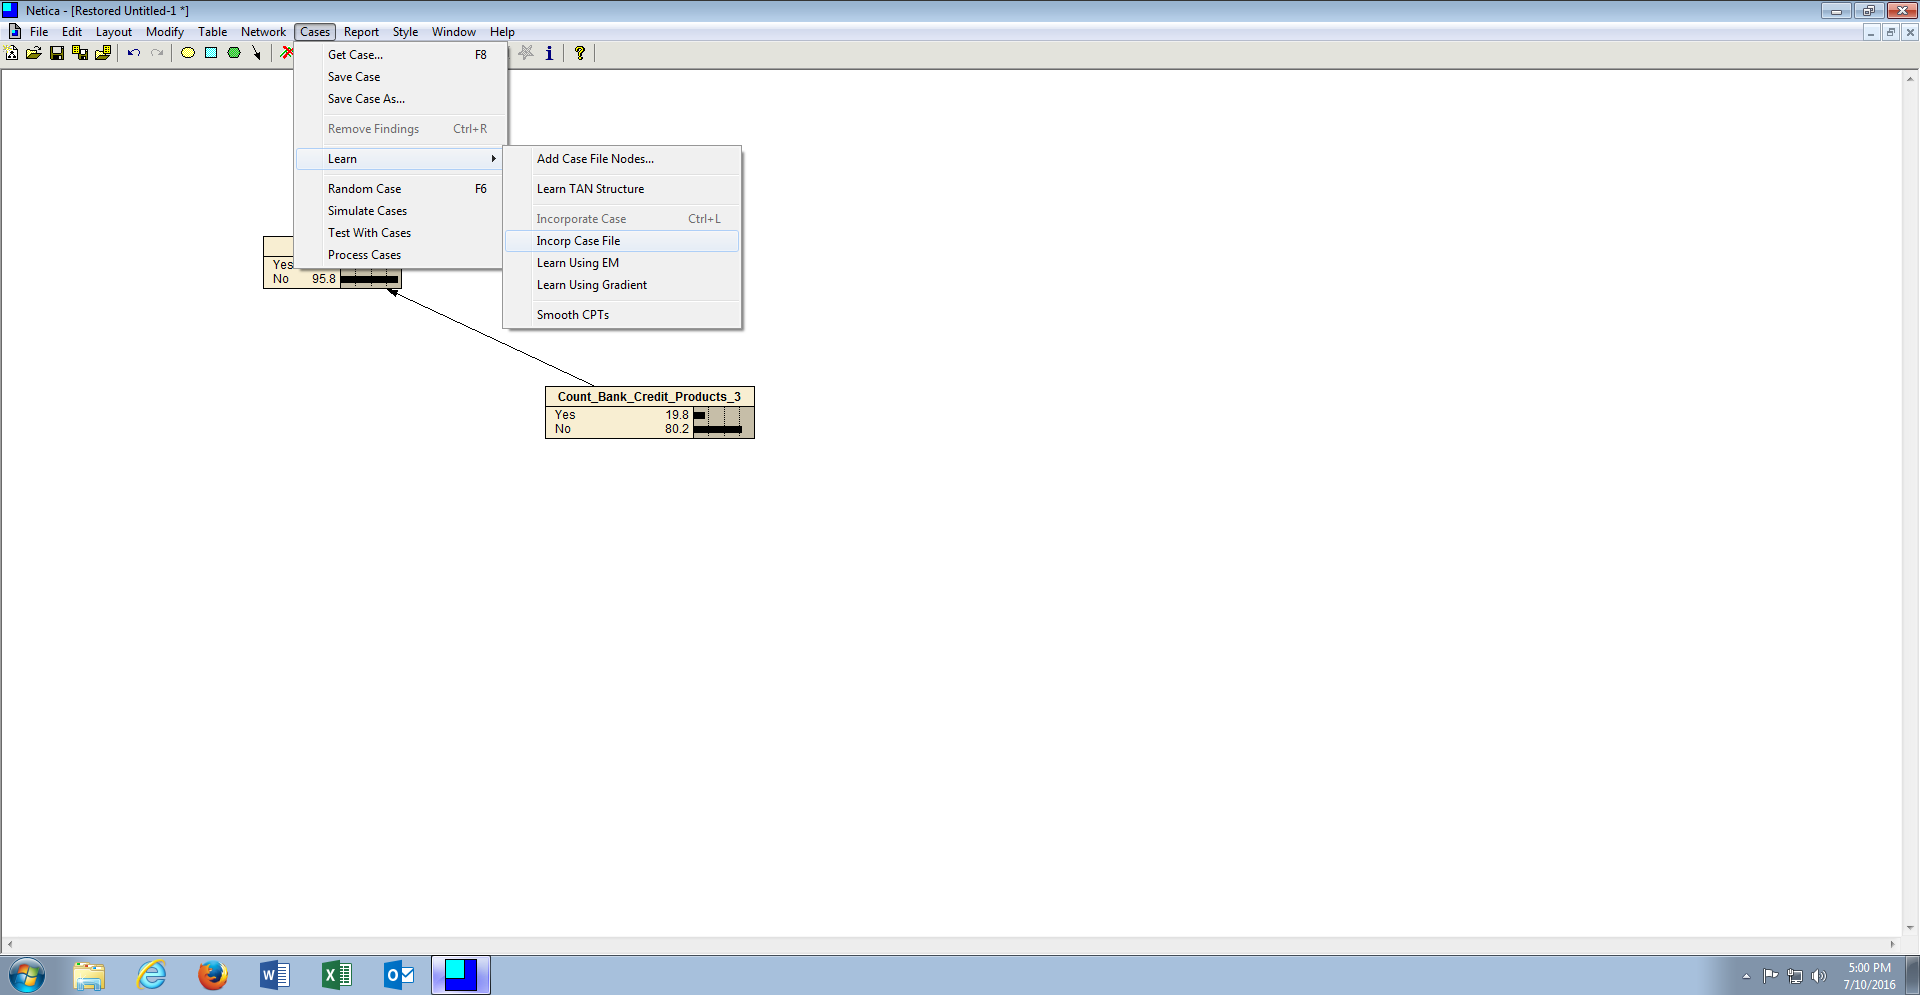 Netica - [Restored Untitled-1 *]
File Edit Layout Modify Table Network Cases Report Style Window Help
Get Case... F8
Save Case
Save Case As...
Remove Findings Ctrl+R
Learn
Random Case F6
Simulate Cases
Test With Cases
Process Cases
Add Case File Nodes...
Learn TAN Structure
Incorporate Case Ctrl+L
Incorp Case File
Learn Using EM
Learn Using Gradient
Smooth CPTs
Yes
No 95.8
Count_Bank_Credit_Products_3
Yes 19.8
No 80.2
5:00 PM
7/10/2016